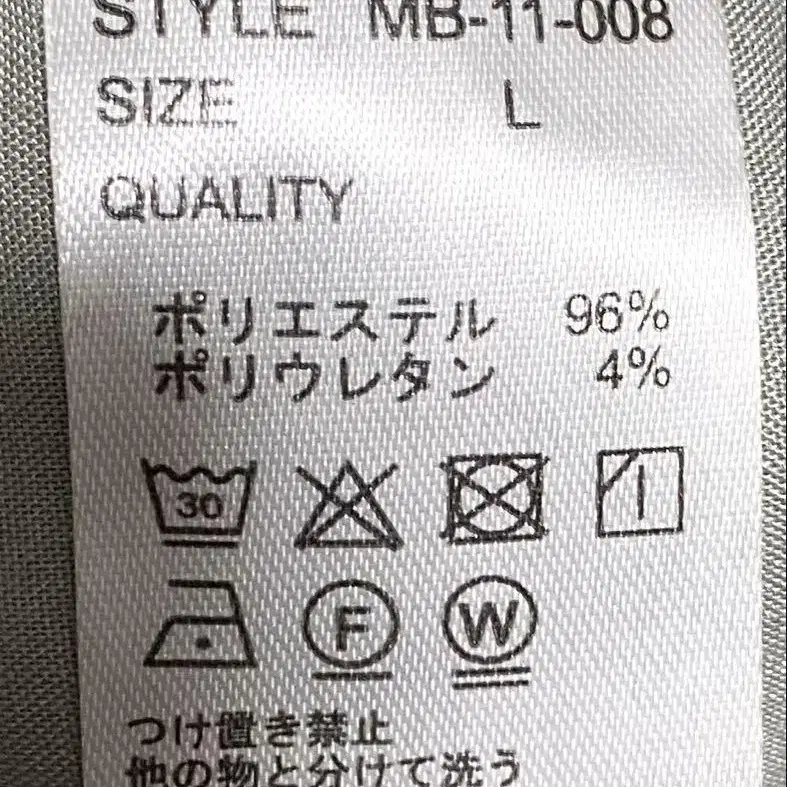 STYLE MB-11-008
SIZE L
QUALITY
ポリエステル 96%
ポリウレタン 4%
30
F W
つけ置き禁止
他の物と分けて洗う